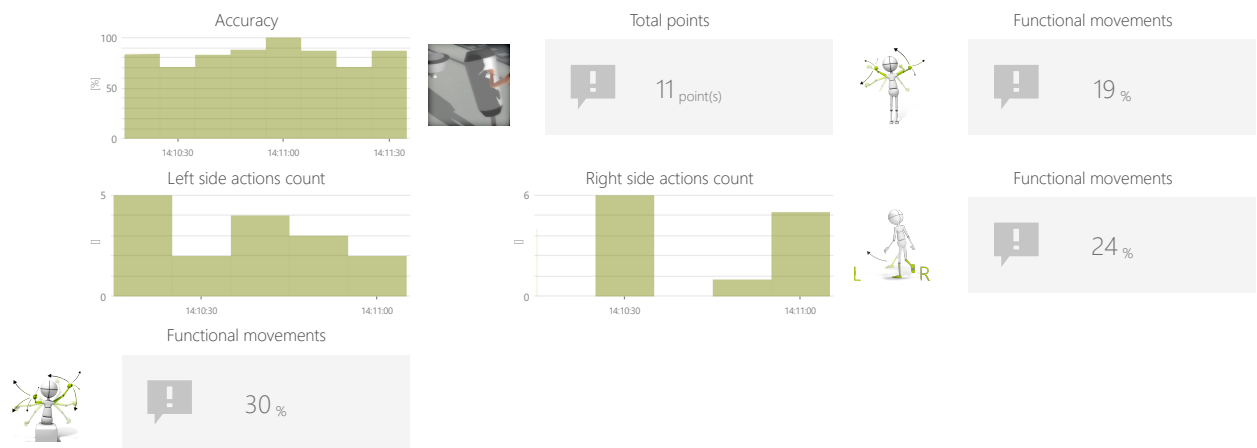 Accuracy
Total points
Functional movements
100
[%]
50
0
14:10:30
14:11:00
14:11:30
11 point(s)
19 %
Left side actions count
Right side actions count
Functional movements
5
[]
0
14:10:30
14:11:00
6
[]
0
14:10:30
14:11:00
L
R
24 %
Functional movements
30 %